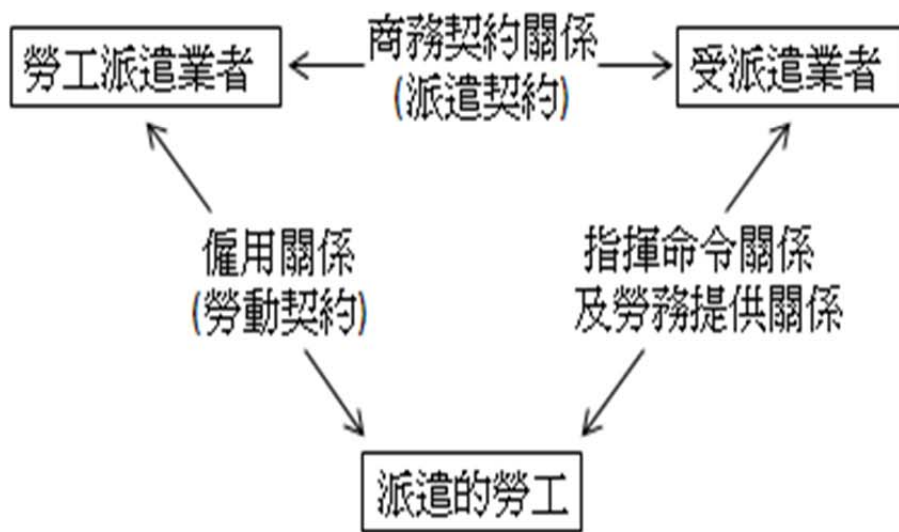 勞工派遣業者
商務契約關係
(派遣契約)
受派遣業者
僱用關係
(勞動契約)
指揮命令關係
及勞務提供關係
派遣的勞工